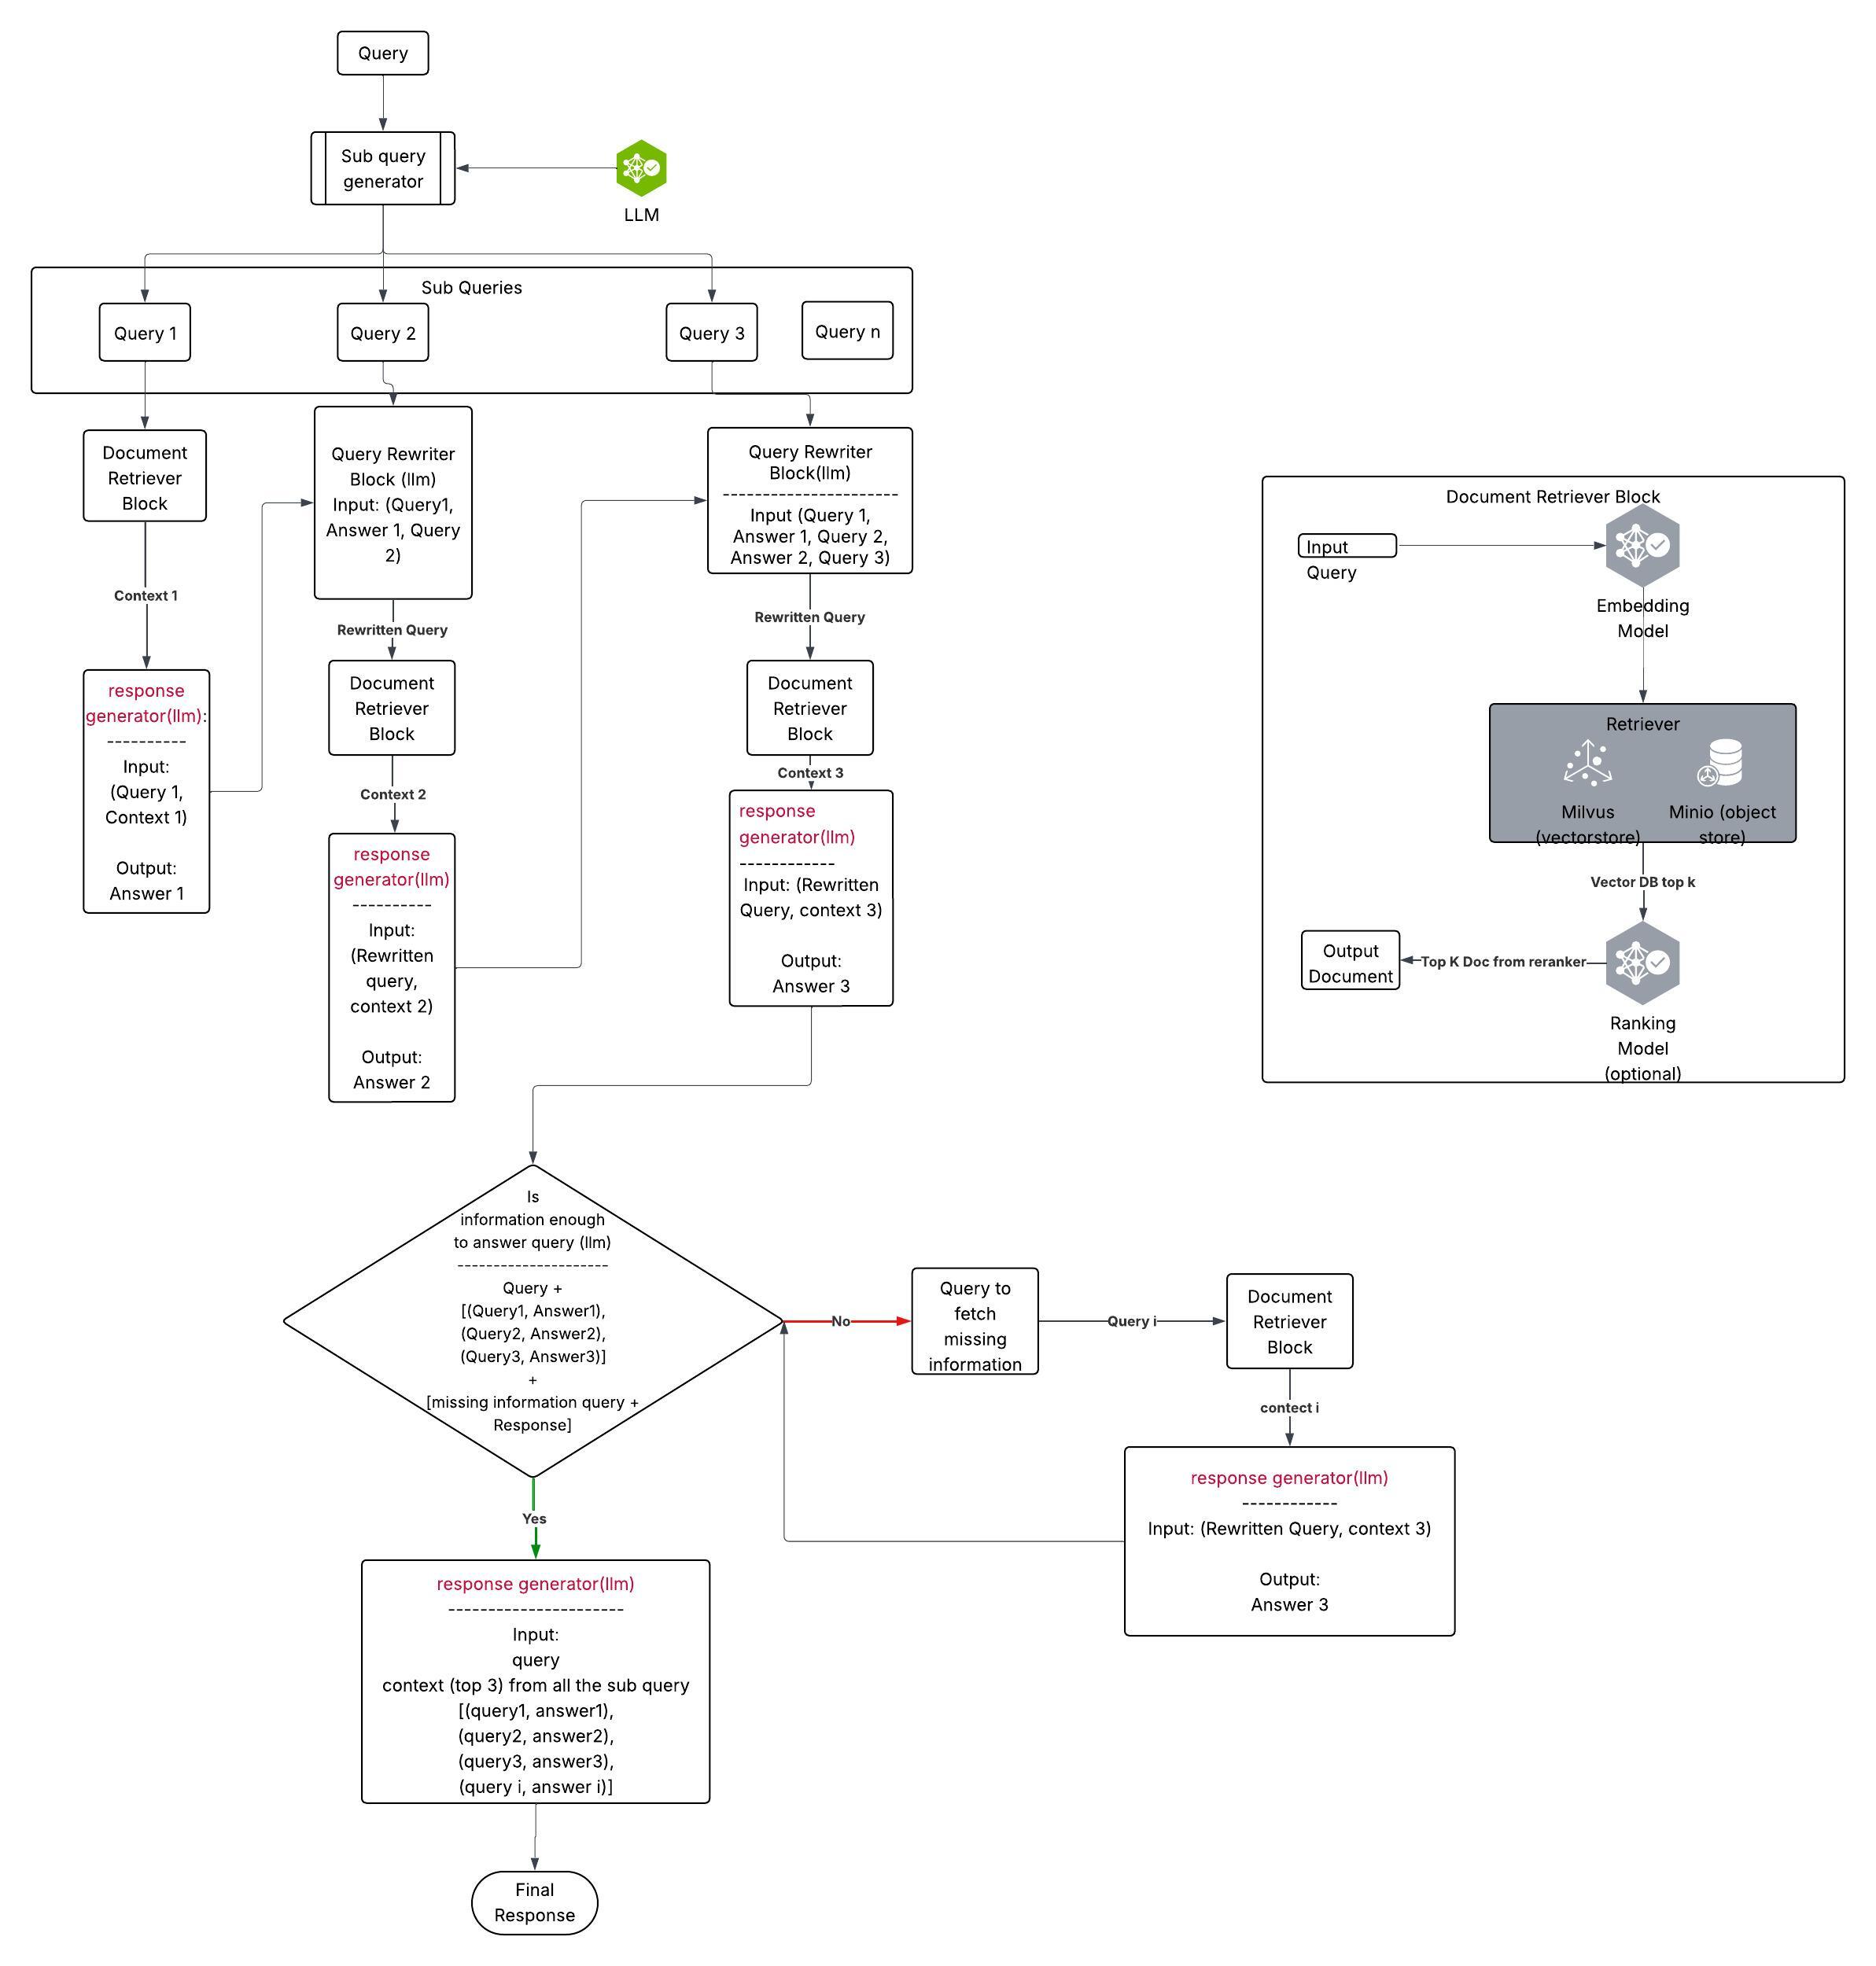 Query
Sub query
generator
LLM
Sub Queries
Query 1
Query 2
Query 3
Query n
Document
Retriever
Block
Context 1
response
generator(llm):
----------
Input:
(Query 1,
Context 1)
Output:
Answer 1
Query Rewriter
Block (llm)
Input: (Query1,
Answer 1, Query
2)
Rewritten Query
Document
Retriever
Block
Context 2
response
generator(llm)
----------
Input:
(Rewritten
query,
context 2)
Output:
Answer 2
Query Rewriter
Block(llm)
----------------------
Input (Query 1,
Answer 1, Query 2,
Answer 2, Query 3)
Rewritten Query
Document
Retriever
Block
Context 3
response
generator(llm)
------------
Input: (Rewritten
Query, context 3)
Output:
Answer 3
Document Retriever Block
Input
Query
Embedding
Model
Retriever
Milvus
(vectorstore)
Minio (object
store)
Vector DB top k
Output
Document
Top K Doc from reranker
Ranking
Model
(optional)
Is
information enough
to answer query (llm)
---------------------
Query +
[(Query1, Answer1),
(Query2, Answer2),
(Query3, Answer3)]
+
[missing information query +
Response]
No
Query to
fetch
missing
information
Query i
Document
Retriever
Block
contect i
response generator(llm)
------------
Input: (Rewritten Query, context 3)
Output:
Answer 3
Yes
response generator(llm)
----------------------
Input:
query
context (top 3) from all the sub query
[(query1, answer1),
(query2, answer2),
(query3, answer3),
(query i, answer i)]
Final
Response